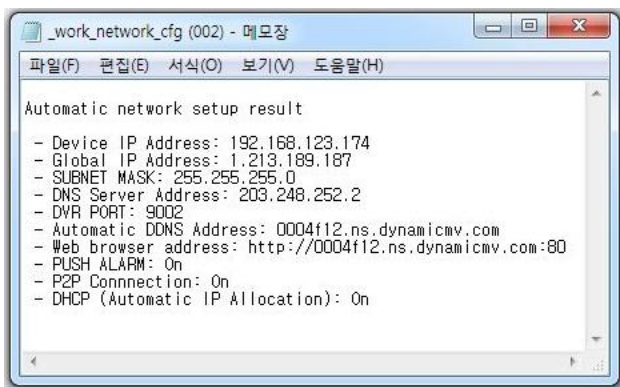 _work_network_cfg (002) - 메모장
파일(F) 편집(E) 서식(O) 보기(V) 도움말(H)
Automatic network setup result
- Device IP Address: 192.168.123.174
- Global IP Address: 1.213.189.187
- SUBNET MASK: 255.255.255.0
- DNS Server Address: 203.248.252.2
- DVR PORT: 9002
- Automatic DDNS Address: 0004f12.ns.dynamicmv.com
- Web browser address: http://0004f12.ns.dynamicmv.com:80
- PUSH ALARM: On
- P2P Connnection: On
- DHCP (Automatic IP Allocation): On